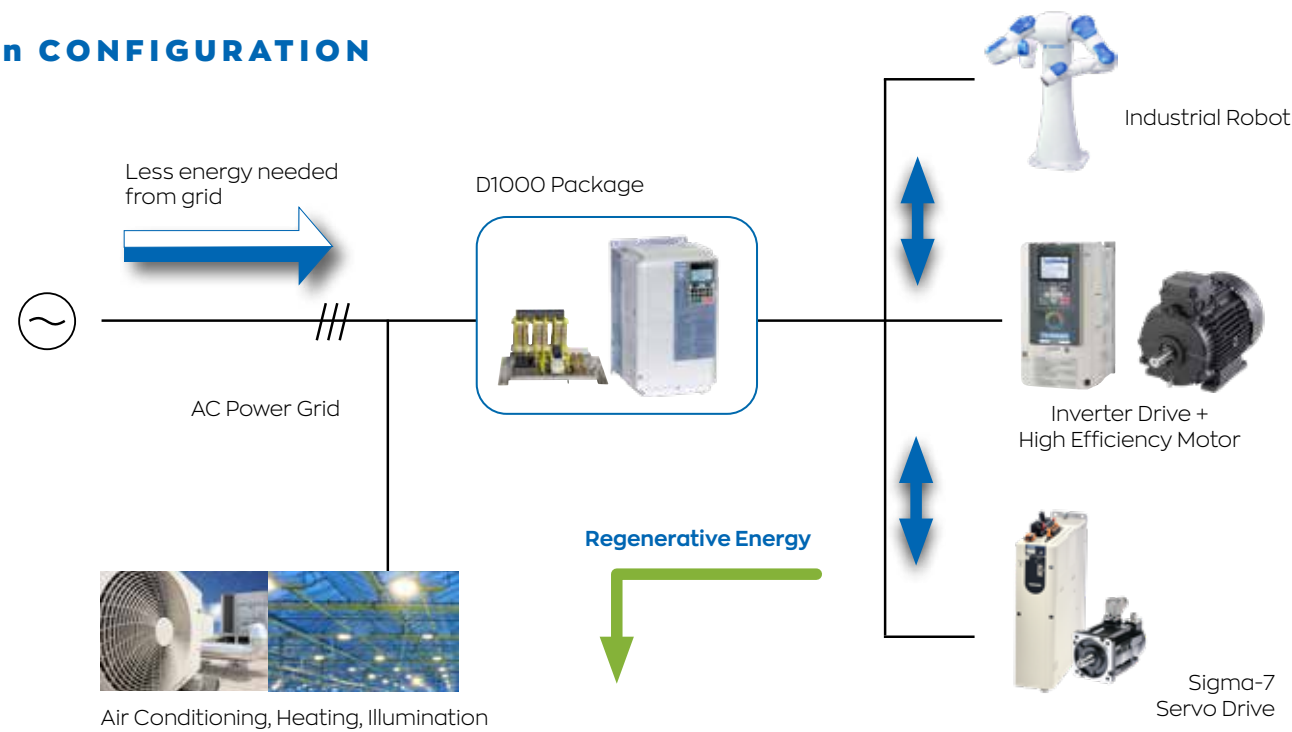 n CONFIGURATION
Industrial Robot
Less energy needed
from grid
D1000 Package
AC Power Grid
Inverter Drive +
High Efficiency Motor
Regenerative Energy
Air Conditioning, Heating, Illumination
Sigma-7
Servo Drive